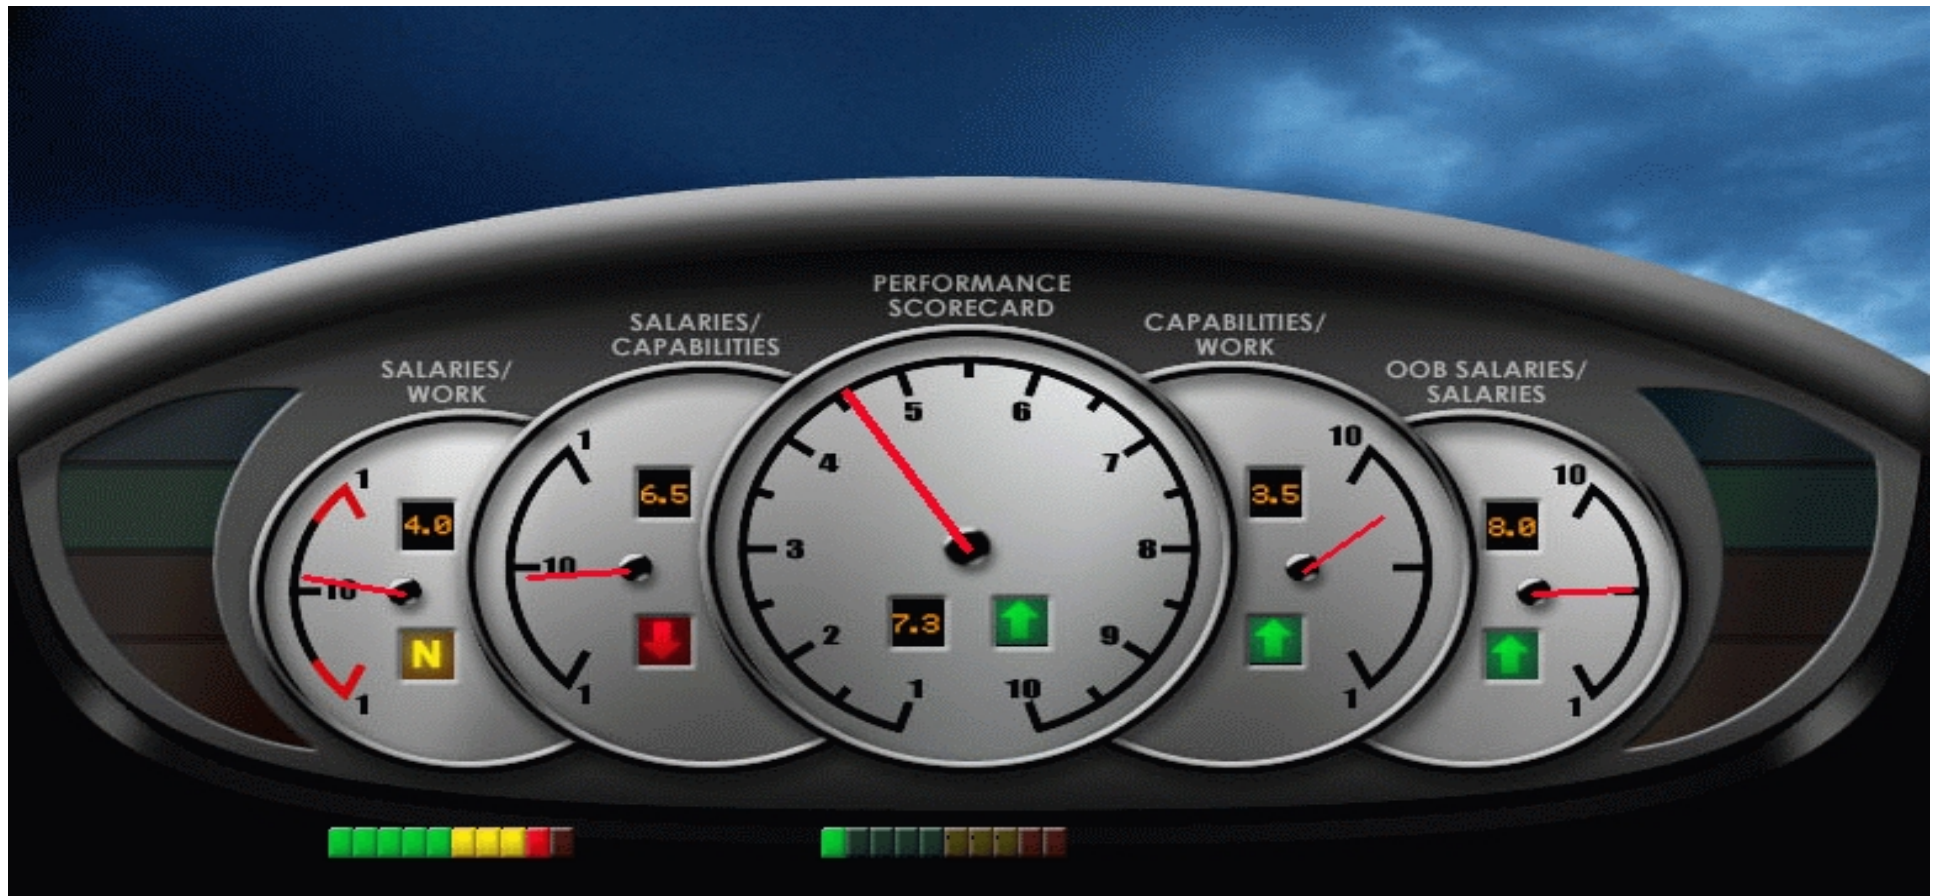 PERFORMANCE
SCORECARD
SALARIES/
CAPABILITIES
CAPABILITIES/
WORK
SALARIES/
WORK
OOB SALARIES/
SALARIES
1
4.0
10
N
1
1
6.5
10
1
5
6
4
7
3
8
2
9
7.3
1
10
10
3.5
1
10
8.0
1